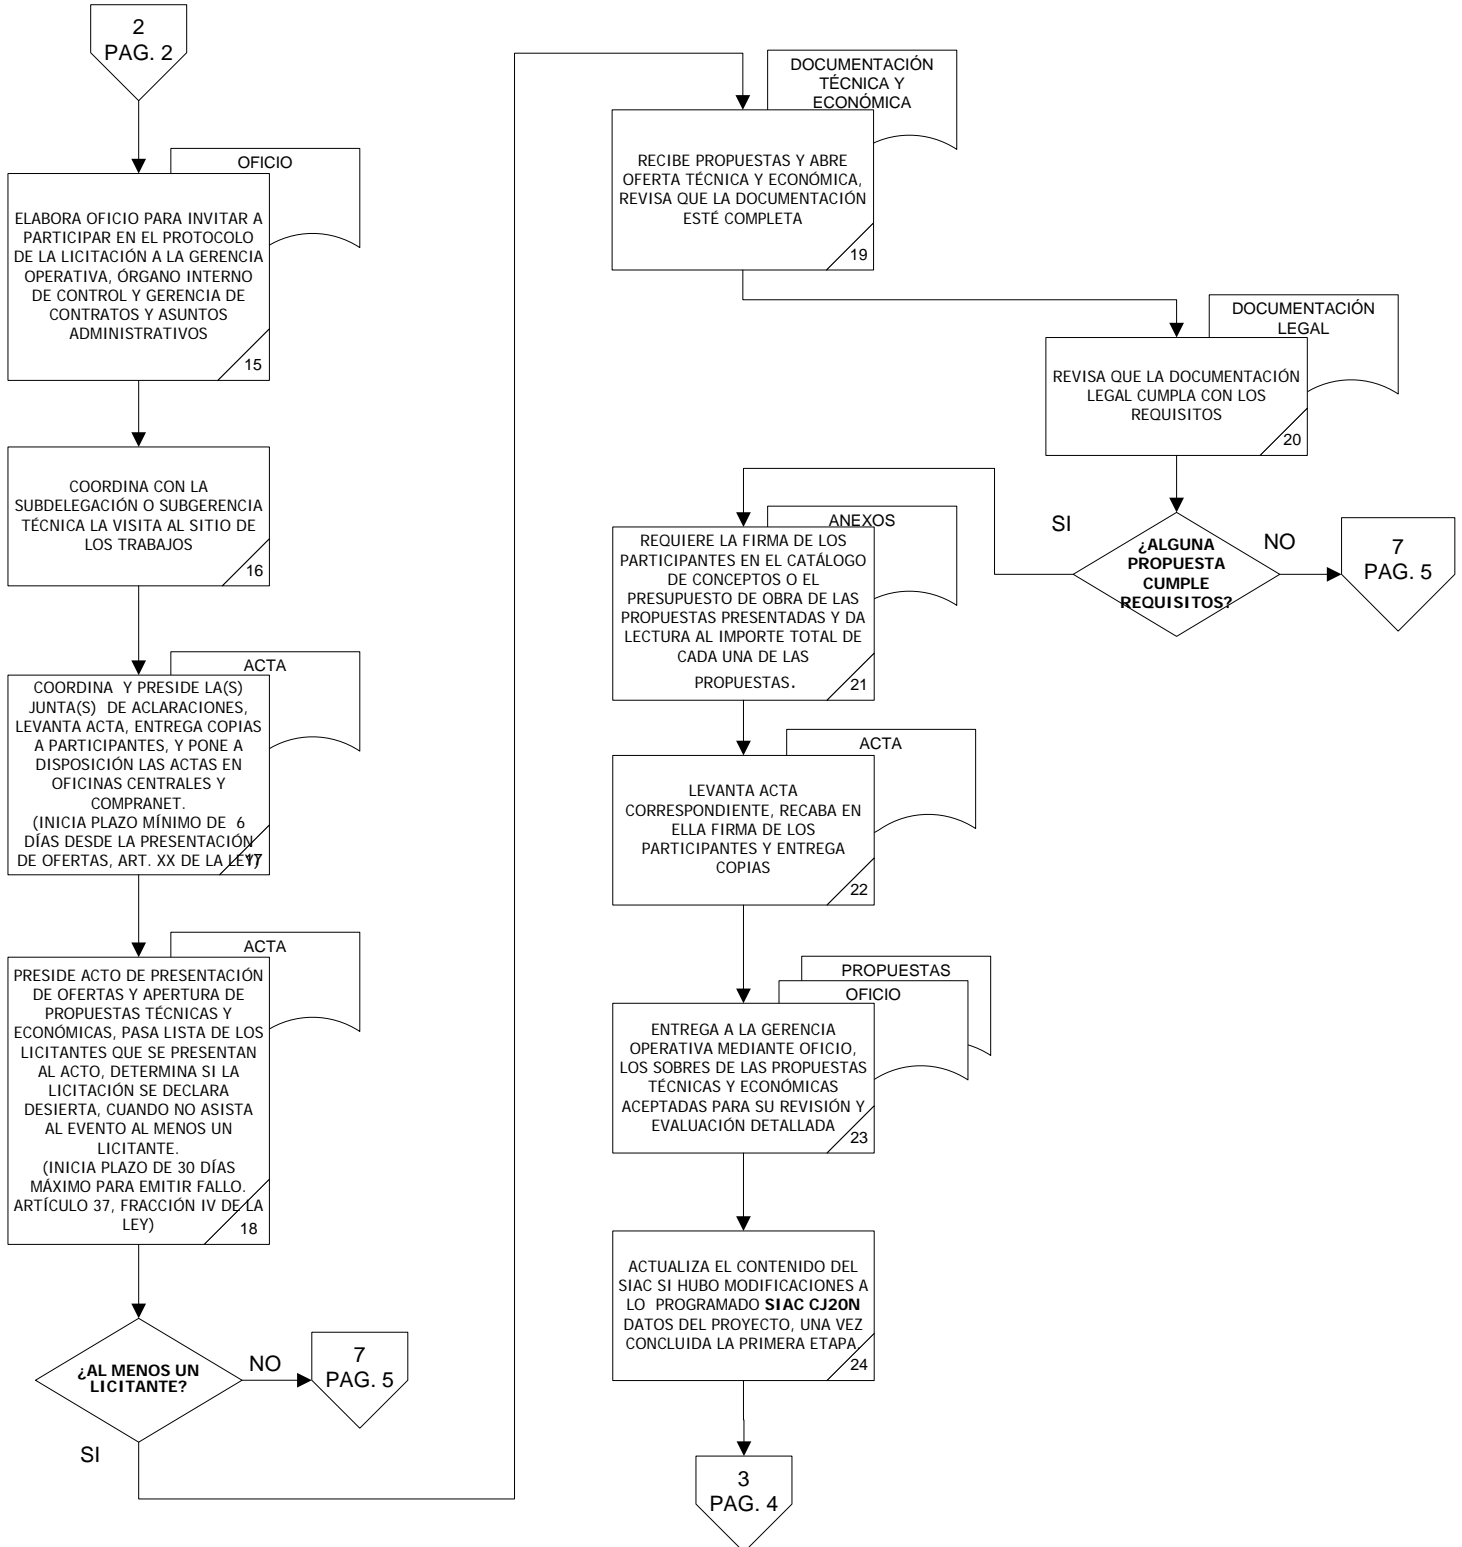 2
PAG. 2
OFICIO
ELABORA OFICIO PARA INVITAR A
PARTICIPAR EN EL PROTOCOLO
DE LA LICITACIÓN A LA GERENCIA
OPERATIVA, ÓRGANO INTERNO
DE CONTROL Y GERENCIA DE
CONTRATOS Y ASUNTOS
ADMINISTRATIVOS
15
COORDINA CON LA
SUBDELEGACIÓN O SUBGERENCIA
TÉCNICA LA VISITA AL SITIO DE
LOS TRABAJOS
16
ACTA
COORDINA Y PRESIDE LA(S)
JUNTA(S) DE ACLARACIONES,
LEVANTA ACTA, ENTREGA COPIAS
A PARTICIPANTES, Y PONE A
DISPOSICIÓN LAS ACTAS EN
OFICINAS CENTRALES Y
COMPRANET.
(INICIA PLAZO MÍNIMO DE 6
DÍAS DESDE LA PRESENTACIÓN
DE OFERTAS, ART. XX DE LA LEY)
17
ACTA
PRESIDE ACTO DE PRESENTACIÓN
DE OFERTAS Y APERTURA DE
PROPUESTAS TÉCNICAS Y
ECONÓMICAS, PASA LISTA DE LOS
LICITANTES QUE SE PRESENTAN
AL ACTO, DETERMINA SI LA
LICITACIÓN SE DECLARA
DESIERTA, CUANDO NO ASISTA
AL EVENTO AL MENOS UN
LICITANTE.
(INICIA PLAZO DE 30 DÍAS
MÁXIMO PARA EMITIR FALLO.
ARTÍCULO 37, FRACCIÓN IV DE LA
LEY)
18
¿AL MENOS UN
LICITANTE?
NO
7
PAG. 5
SI
DOCUMENTACIÓN
TÉCNICA Y
ECONÓMICA
RECIBE PROPUESTAS Y ABRE
OFERTA TÉCNICA Y ECONÓMICA,
REVISA QUE LA DOCUMENTACIÓN
ESTÉ COMPLETA
19
DOCUMENTACIÓN
LEGAL
REVISA QUE LA DOCUMENTACIÓN
LEGAL CUMPLA CON LOS
REQUISITOS
20
¿ALGUNA
PROPUESTA
CUMPLE
REQUISITOS?
SI
NO
7
PAG. 5
ANEXOS
REQUIERE LA FIRMA DE LOS
PARTICIPANTES EN EL CATÁLOGO
DE CONCEPTOS O EL
PRESUPUESTO DE OBRA DE LAS
PROPUESTAS PRESENTADAS Y DA
LECTURA AL IMPORTE TOTAL DE
CADA UNA DE LAS
PROPUESTAS.
21
ACTA
LEVANTA ACTA
CORRESPONDIENTE, RECABA EN
ELLA FIRMA DE LOS
PARTICIPANTES Y ENTREGA
COPIAS
22
PROPUESTAS
OFICIO
ENTREGA A LA GERENCIA
OPERATIVA MEDIANTE OFICIO,
LOS SOBRES DE LAS PROPUESTAS
TÉCNICAS Y ECONÓMICAS
ACEPTADAS PARA SU REVISIÓN Y
EVALUACIÓN DETALLADA
23
ACTUALIZA EL CONTENIDO DEL
SIAC SI HUBO MODIFICACIONES A
LO PROGRAMADO SIAC CJ20N
DATOS DEL PROYECTO, UNA VEZ
CONCLUIDA LA PRIMERA ETAPA.
24
3
PAG. 4